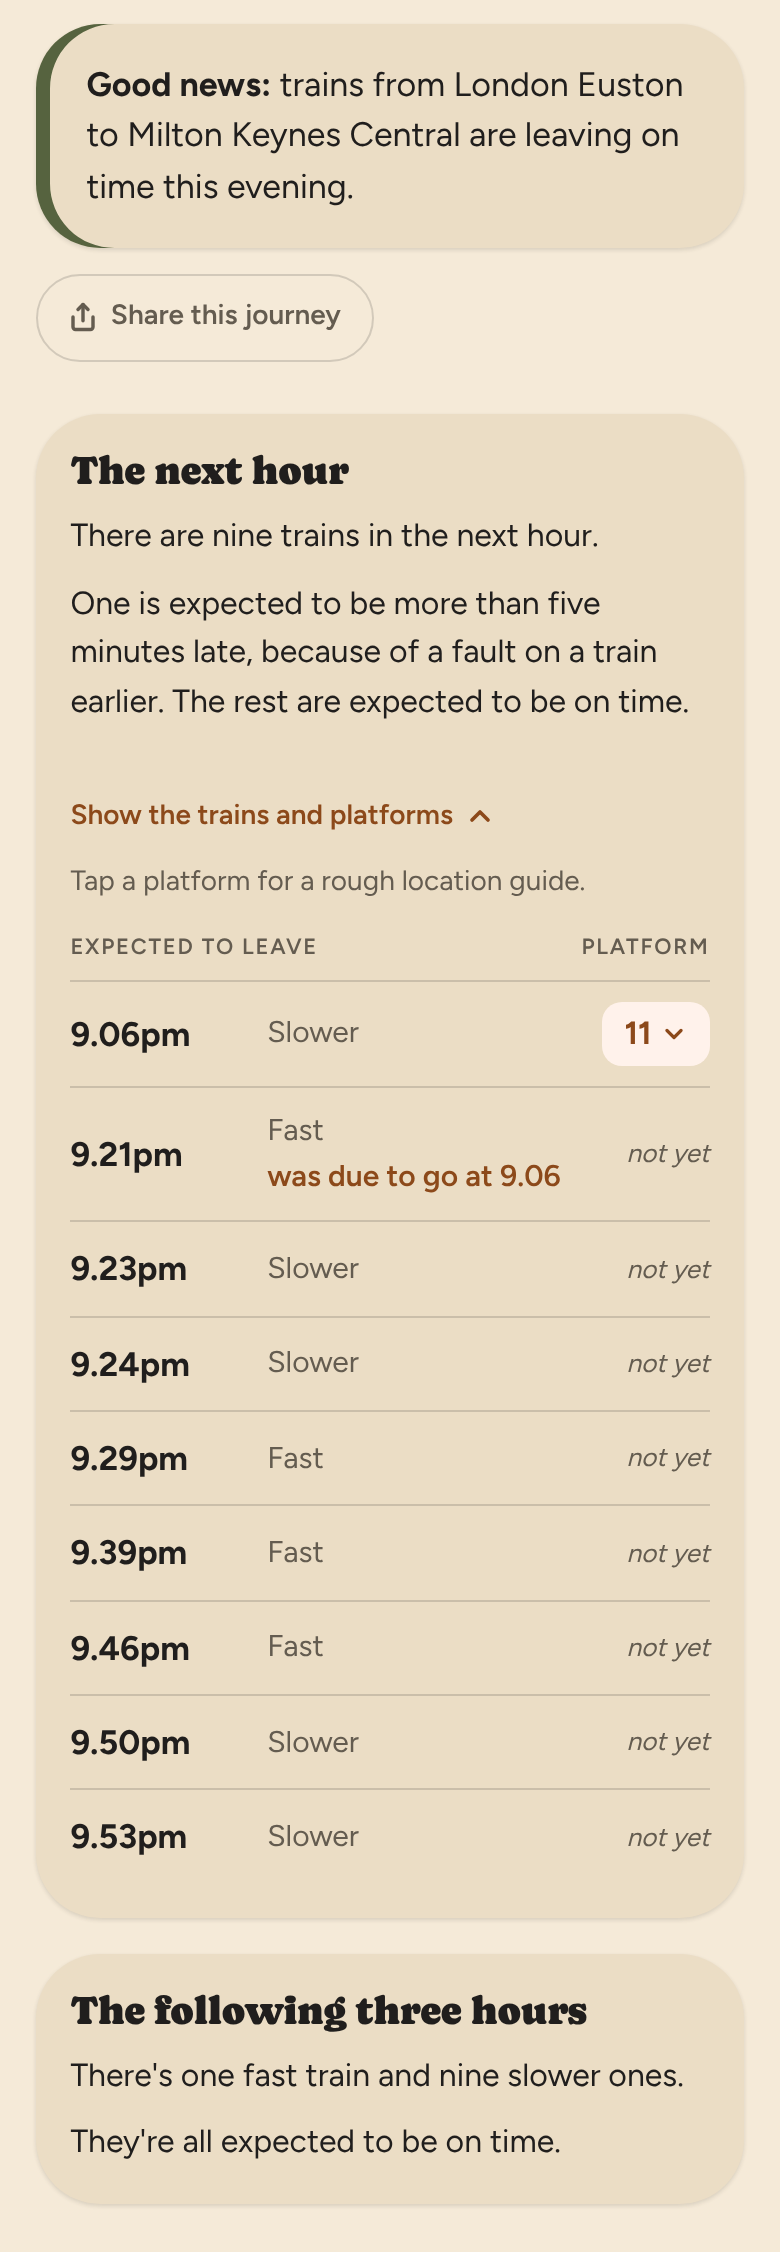 Good news: trains from London Euston
to Milton Keynes Central are leaving on
time this evening.
Share this journey
The next hour
There are nine trains in the next hour.
One is expected to be more than five
minutes late, because of a fault on a train
earlier. The rest are expected to be on time.
Show the trains and platforms
Tap a platform for a rough location guide.
EXPECTED TO LEAVE PLATFORM
9.06pm Slower 11
9.21pm Fast was due to go at 9.06 not yet
9.23pm Slower not yet
9.24pm Slower not yet
9.29pm Fast not yet
9.39pm Fast not yet
9.46pm Fast not yet
9.50pm Slower not yet
9.53pm Slower not yet
The following three hours
There's one fast train and nine slower ones.
They're all expected to be on time.